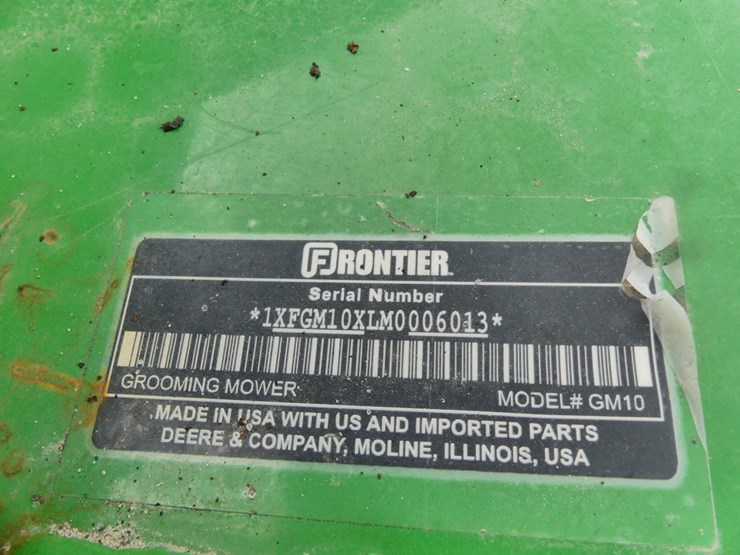 FRONTIER
Serial Number
*1XFGM10XLM0006013*
GROOMING MOWER
MODEL# GM10
MADE IN USA WITH US AND IMPORTED PARTS
DEERE & COMPANY, MOLINE, ILLINOIS, USA